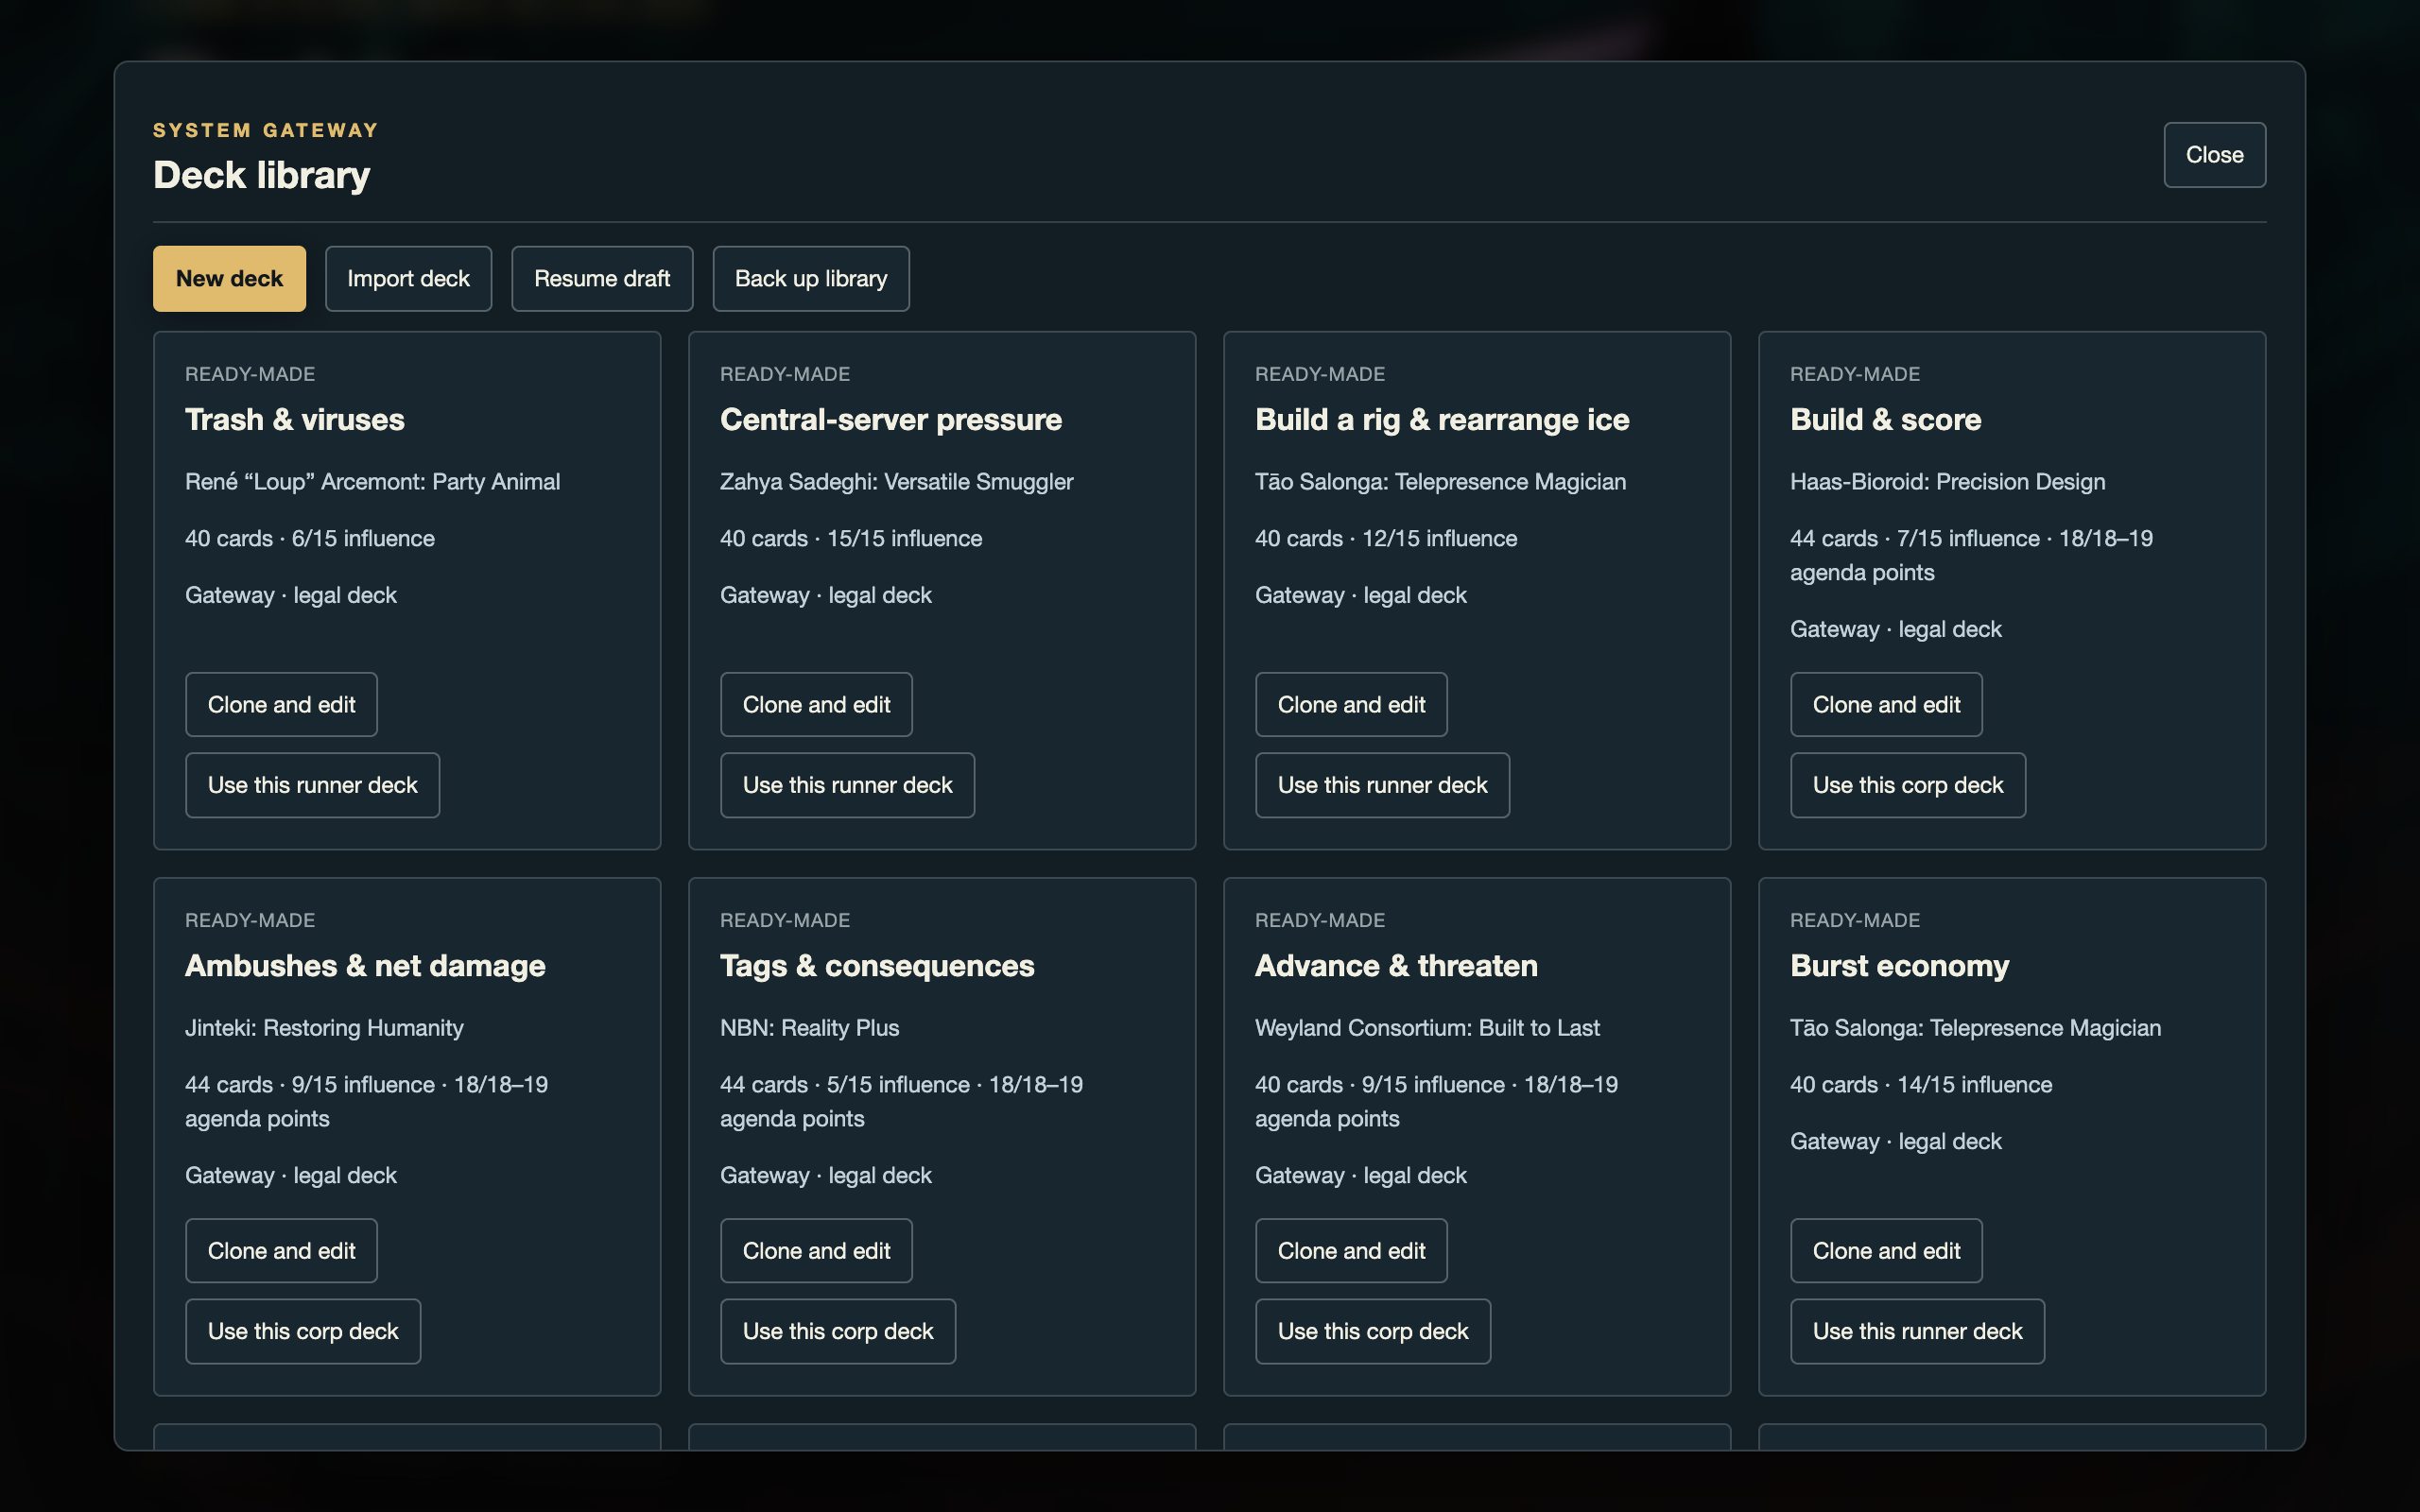 SYSTEM GATEWAY
Deck library
Close
New deck
Import deck
Resume draft
Back up library
READY-MADE
Trash & viruses
René “Loup” Arcemont: Party Animal
40 cards · 6/15 influence
Gateway · legal deck
Clone and edit
Use this runner deck
READY-MADE
Central-server pressure
Zahya Sadeghi: Versatile Smuggler
40 cards · 15/15 influence
Gateway · legal deck
Clone and edit
Use this runner deck
READY-MADE
Build a rig & rearrange ice
Tāo Salonga: Telepresence Magician
40 cards · 12/15 influence
Gateway · legal deck
Clone and edit
Use this runner deck
READY-MADE
Build & score
Haas-Bioroid: Precision Design
44 cards · 7/15 influence · 18/18–19
agenda points
Gateway · legal deck
Clone and edit
Use this corp deck
READY-MADE
Ambushes & net damage
Jinteki: Restoring Humanity
44 cards · 9/15 influence · 18/18–19
agenda points
Gateway · legal deck
Clone and edit
Use this corp deck
READY-MADE
Tags & consequences
NBN: Reality Plus
44 cards · 5/15 influence · 18/18–19
agenda points
Gateway · legal deck
Clone and edit
Use this corp deck
READY-MADE
Advance & threaten
Weyland Consortium: Built to Last
40 cards · 9/15 influence · 18/18–19
agenda points
Gateway · legal deck
Clone and edit
Use this corp deck
READY-MADE
Burst economy
Tāo Salonga: Telepresence Magician
40 cards · 14/15 influence
Gateway · legal deck
Clone and edit
Use this runner deck